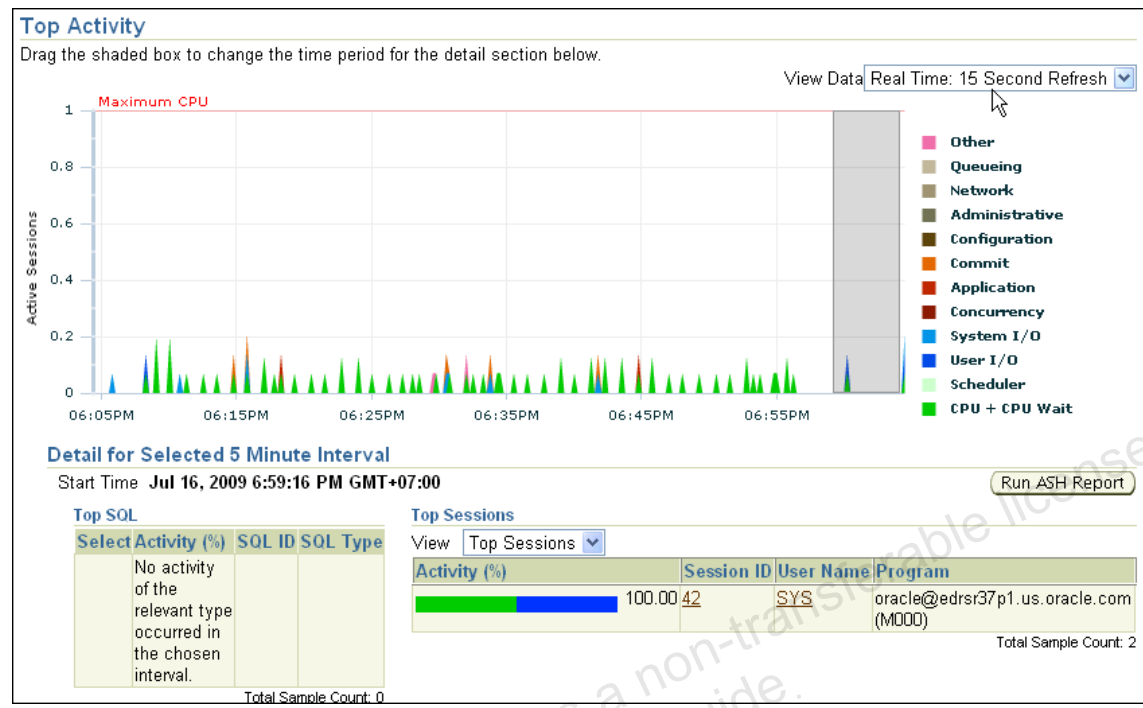 Top Activity
Drag the shaded box to change the time period for the detail section below.
View Data Real Time: 15 Second Refresh
Maximum CPU
1
0.8
0.6
0.4
0.2
0
Active Sessions
06:05PM 06:15PM 06:25PM 06:35PM 06:45PM 06:55PM
Other
Queueing
Network
Administrative
Configuration
Commit
Application
Concurrency
System I/O
User I/O
Scheduler
CPU + CPU Wait
Detail for Selected 5 Minute Interval
Start Time Jul 16, 2009 6:59:16 PM GMT+07:00
Run ASH Report
Top SQL
Select Activity (%) SQL ID SQL Type
No activity
of the
relevant type
occurred in
the chosen
interval.
Total Sample Count: 0
Top Sessions
View Top Sessions
Activity (%) Session ID User Name Program
100.00 42 SYS oracle@edrsr37p1.us.oracle.com
(M000)
Total Sample Count: 2
a non-transferable license